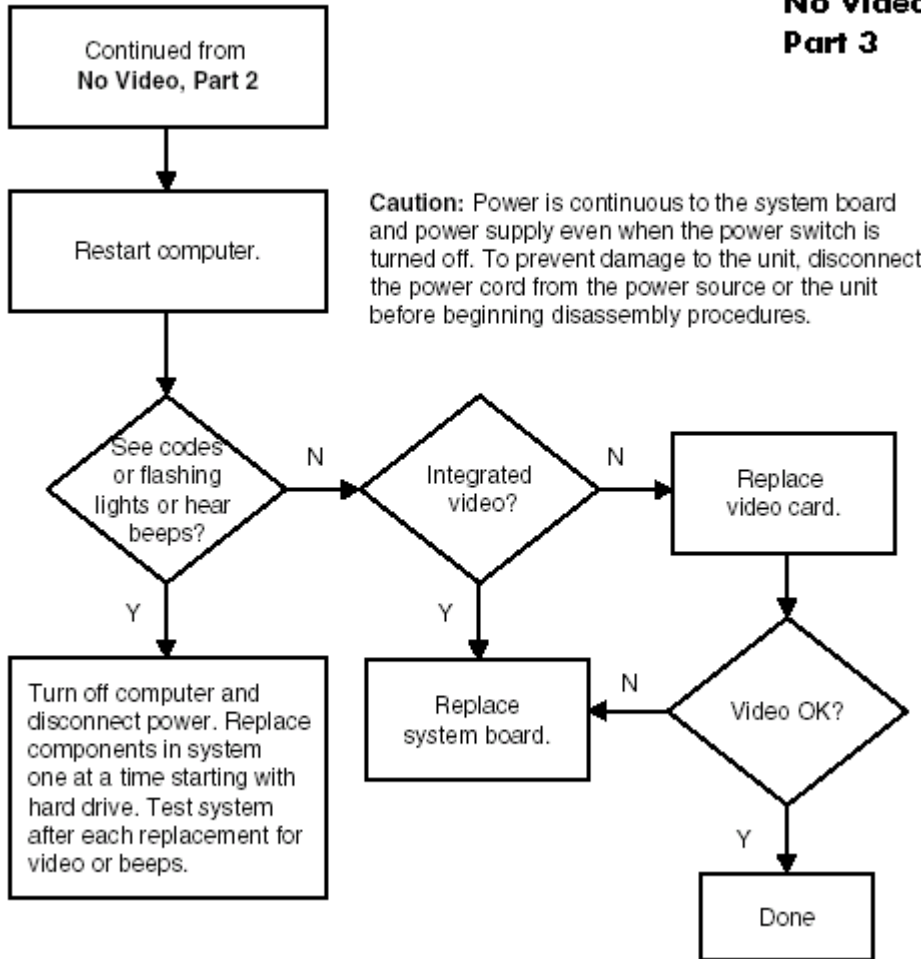 No Video
Part 3
Continued from
No Video, Part 2
Restart computer.
Caution: Power is continuous to the system board
and power supply even when the power switch is
turned off. To prevent damage to the unit, disconnect
the power cord from the power source or the unit
before beginning disassembly procedures.
See codes
or flashing
lights or hear
beeps?
N
Integrated
video?
N
Replace
video card.
Y
Y
Turn off computer and
disconnect power. Replace
components in system
one at a time starting with
hard drive. Test system
after each replacement for
video or beeps.
Replace
system board.
N
Video OK?
Y
Done